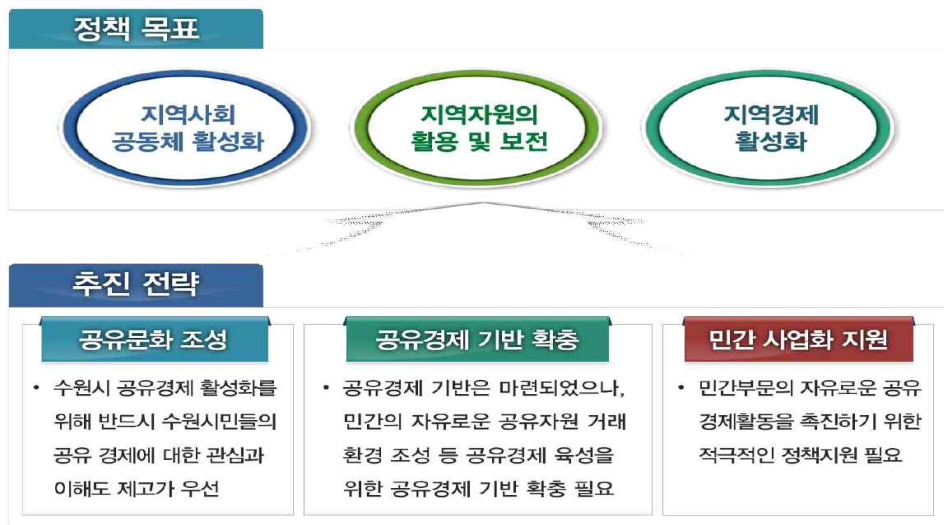 정책 목표
지역사회
공동체 활성화
지역자원의
활용 및 보전
지역경제
활성화
추진 전략
공유문화 조성
• 수원시 공유경제 활성화를
위해 반드시 수원시민들의
공유 경제에 대한 관심과
이해도 제고가 우선
공유경제 기반 확충
• 공유경제 기반은 마련되었으나,
민간의 자유로운 공유자원 거래
환경 조성 등 공유경제 육성을
위한 공유경제 기반 확충 필요
민간 사업화 지원
• 민간부문의 자유로운 공유
경제활동을 촉진하기 위한
적극적인 정책지원 필요